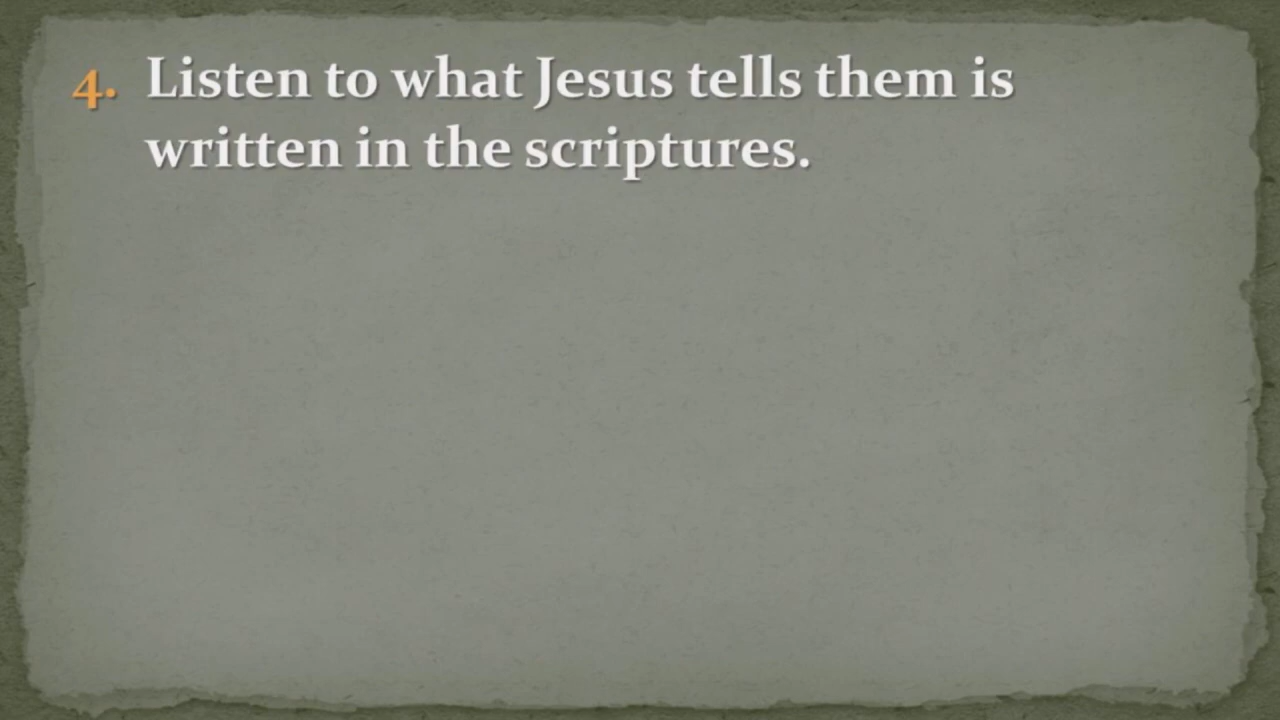 4. Listen to what Jesus tells them is
written in the scriptures.